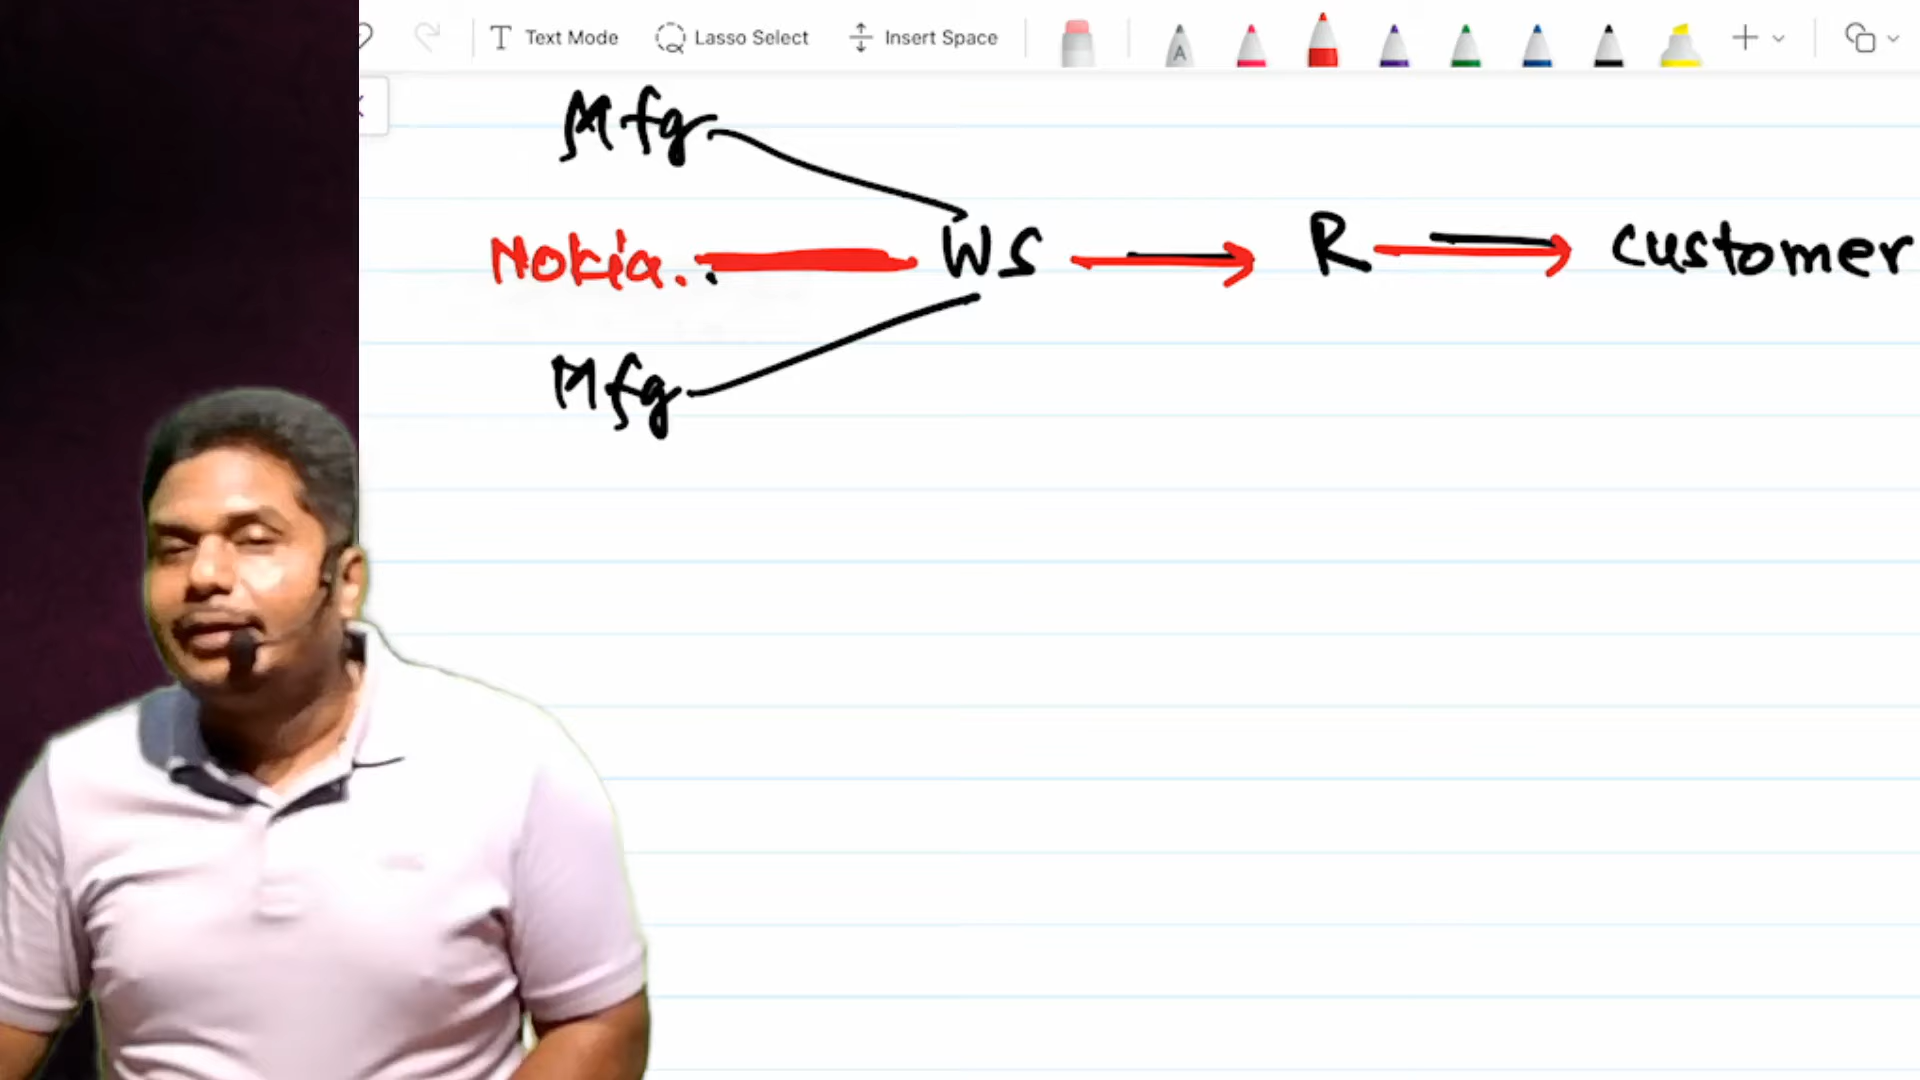 Text Mode Lasso Select Insert Space
A
Mfg
Nokia. WS R customer
Mfg